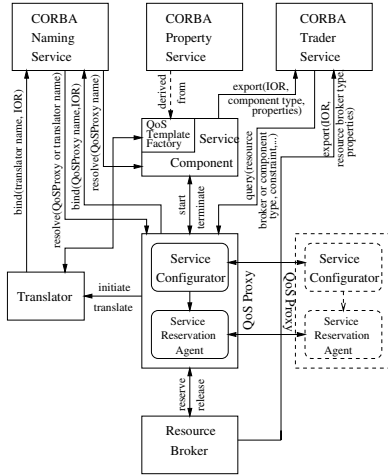 CORBA
Naming
Service
CORBA
Property
Service
CORBA
Trader
Service
derived
from
export(IOR,
component type,
properties)
QoS
Template
Factory
Service
Component
bind(translator name, IOR)
resolve(QoSProxy or translator name)
bind(QoSProxy name,IOR)
resolve(QoSProxy name)
start
terminate
query(resource
broker or component
type, constraint,...)
export(IOR,
resource broker type,
properties)
Service
Configurator
Service
Reservation
Agent
QoS Proxy
QoS Proxy
Service
Configurator
Service
Reservation
Agent
Translator
initiate
translate
reserve
release
Resource
Broker